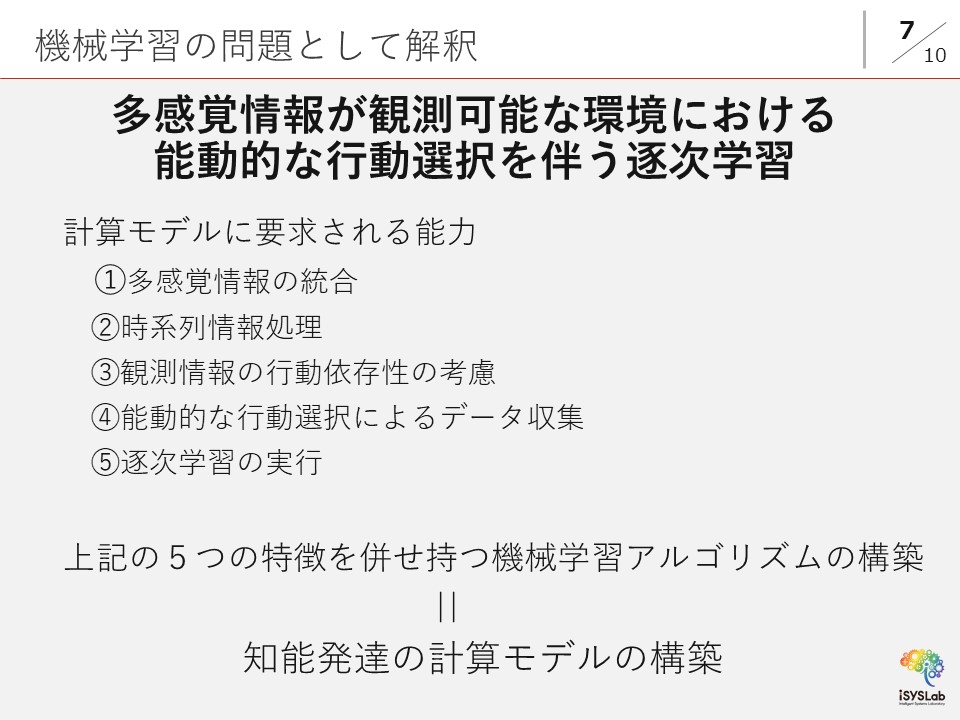 機械学習の問題として解釈
7
10
多感覚情報が観測可能な環境における
能動的な行動選択を伴う逐次学習
計算モデルに要求される能力
①多感覚情報の統合
②時系列情報処理
③観測情報の行動依存性の考慮
④能動的な行動選択によるデータ収集
⑤逐次学習の実行
上記の５つの特徴を併せ持つ機械学習アルゴリズムの構築
||
知能発達の計算モデルの構築
iSYSLab
Intelligent Systems Laboratory